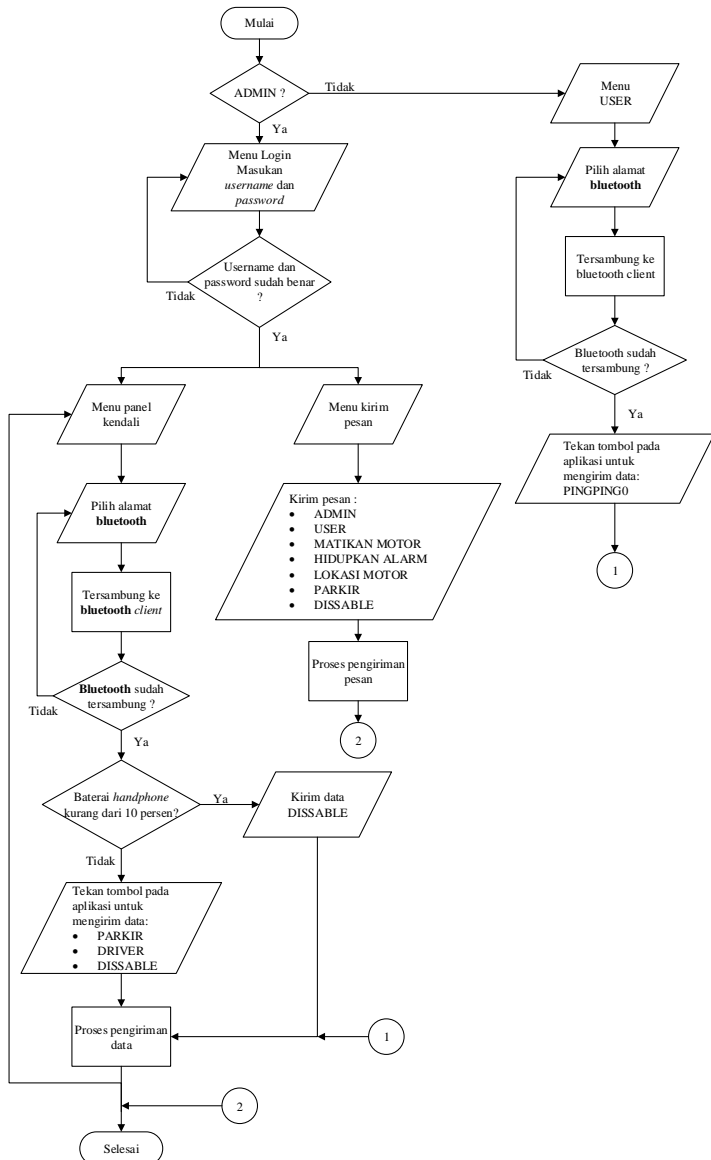 Mulai
ADMIN ?
Tidak
Ya
Menu
USER
Menu Login
Masukan
username dan
password
Pilih alamat
bluetooth
Username dan
password sudah benar
?
Tidak
Ya
Tersambung ke
bluetooth client
Bluetooth sudah
tersambung ?
Tidak
Ya
Tekan tombol pada
aplikasi untuk
mengirim data:
PINGPING0
1
Menu panel
kendali
Menu kirim
pesan
Pilih alamat
bluetooth
Kirim pesan :
• ADMIN
• USER
• MATIKAN MOTOR
• HIDUPKAN ALARM
• LOKASI MOTOR
• PARKIR
• DISSABLE
Tersambung ke
bluetooth client
Proses pengiriman
pesan
2
Bluetooth sudah
tersambung ?
Tidak
Ya
Baterai handphone
kurang dari 10 persen?
Ya
Kirim data
DISSABLE
Tidak
Tekan tombol pada
aplikasi untuk
mengirim data:
• PARKIR
• DRIVER
• DISSABLE
Proses pengiriman
data
1
2
Selesai